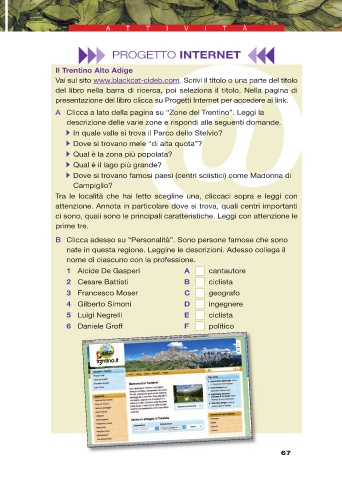 A T T I V I T À
PROGETTO INTERNET
Il Trentino Alto Adige
Vai sul sito www.blackcat-cideb.com. Scrivi il titolo o una parte del titolo
del libro nella barra di ricerca, poi seleziona il titolo. Nella pagina di
presentazione del libro clicca su Progetti Internet per accedere ai link.
A Clicca a lato della pagina su "Zone del Trentino". Leggi la
descrizione delle varie zone e rispondi alle seguenti domande.
In quale valle si trova il Parco dello Stelvio?
Dove si trovano mele "di alta quota"?
Qual è la zona più popolata?
Qual è il lago più grande?
Dove si trovano famosi paesi (centri sciistici) come Madonna di
Campiglio?
Tra le località che hai letto scegline una, cliccaci sopra e leggi con
attenzione. Annota in particolare dove si trova, quali centri importanti
ci sono, quali sono le principali caratteristiche. Leggi con attenzione le
prime tre.
B Clicca adesso su "Personalità". Sono persone famose che sono
nate in questa regione. Leggine le descrizioni. Adesso collega il
nome di ciascuno con la professione.
1 Alcide De Gasperi A cantautore
2 Cesare Battisti B ciclista
3 Francesco Moser C geografo
4 Gilberto Simoni D ingegnere
5 Luigi Negrelli E ciclista
6 Daniele Groff F politico
trentino.it
Benvenuti in Trentino!
67